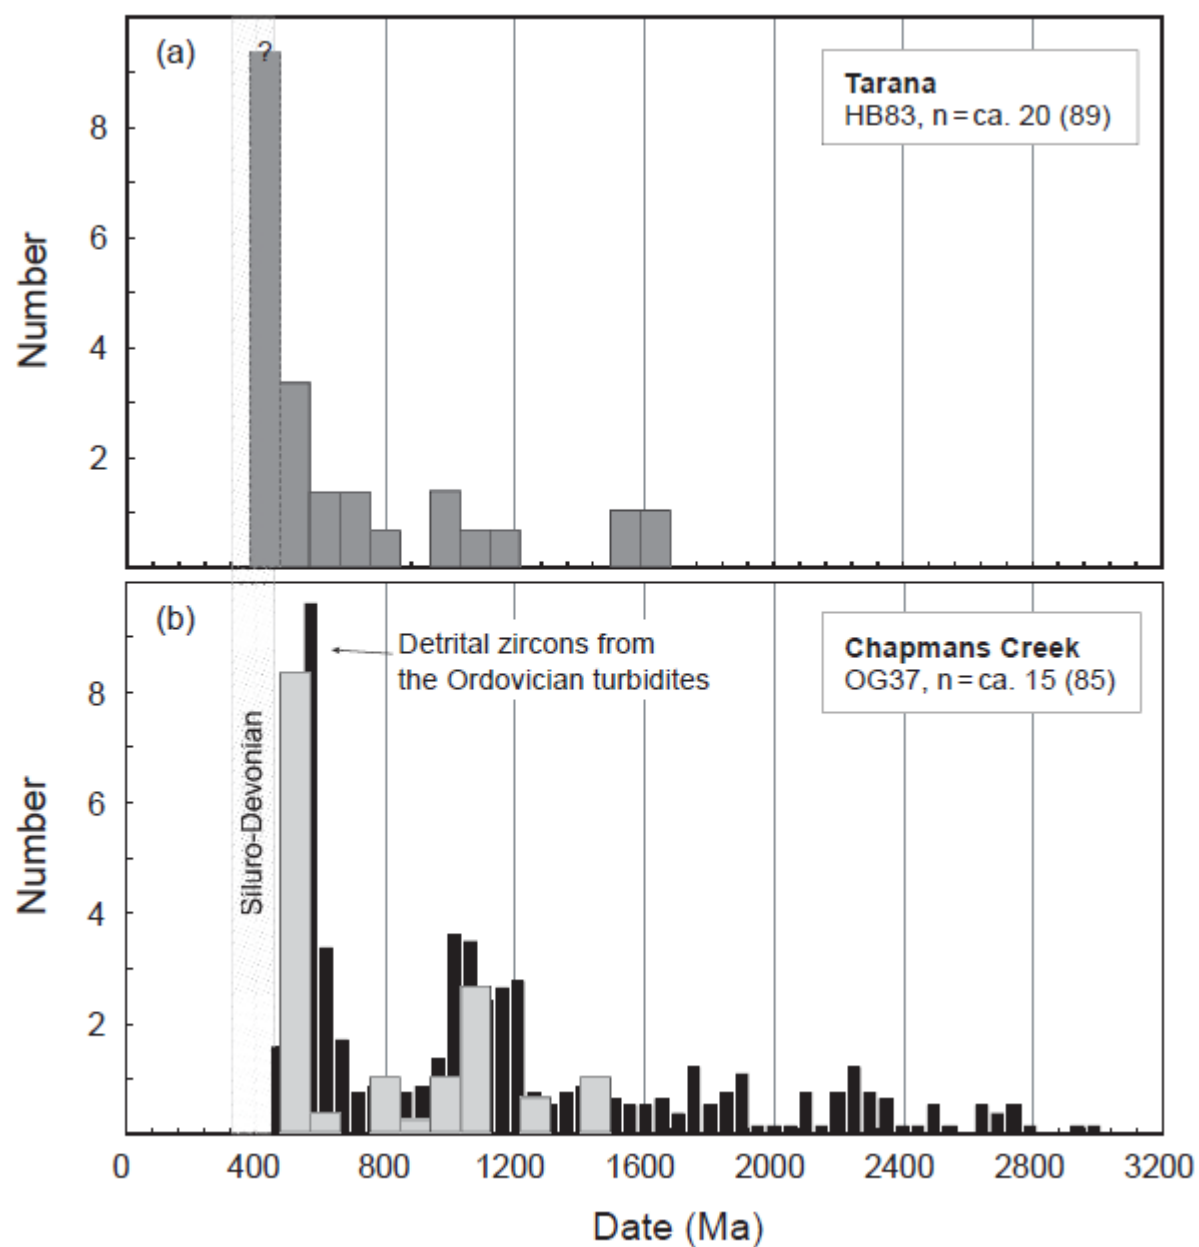 (a)
?
Tarana
HB83, n = ca. 20 (89)
Number
8
6
4
2
(b)
Detrital zircons from
the Ordovician turbidites
Chapmans Creek
OG37, n = ca. 15 (85)
Siluro-Devonian
Number
8
6
4
2
0 400 800 1200 1600 2000 2400 2800 3200
Date (Ma)